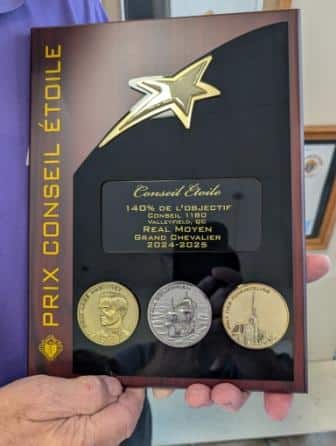 PRIX CONSEIL ÉTOILE
Conseil Étoile
140% DE L'OBJECTIF
CONSEIL 1180
VALLEYFIELD, QC
REAL MOYEN
GRAND CHEVALIER
2024-2025